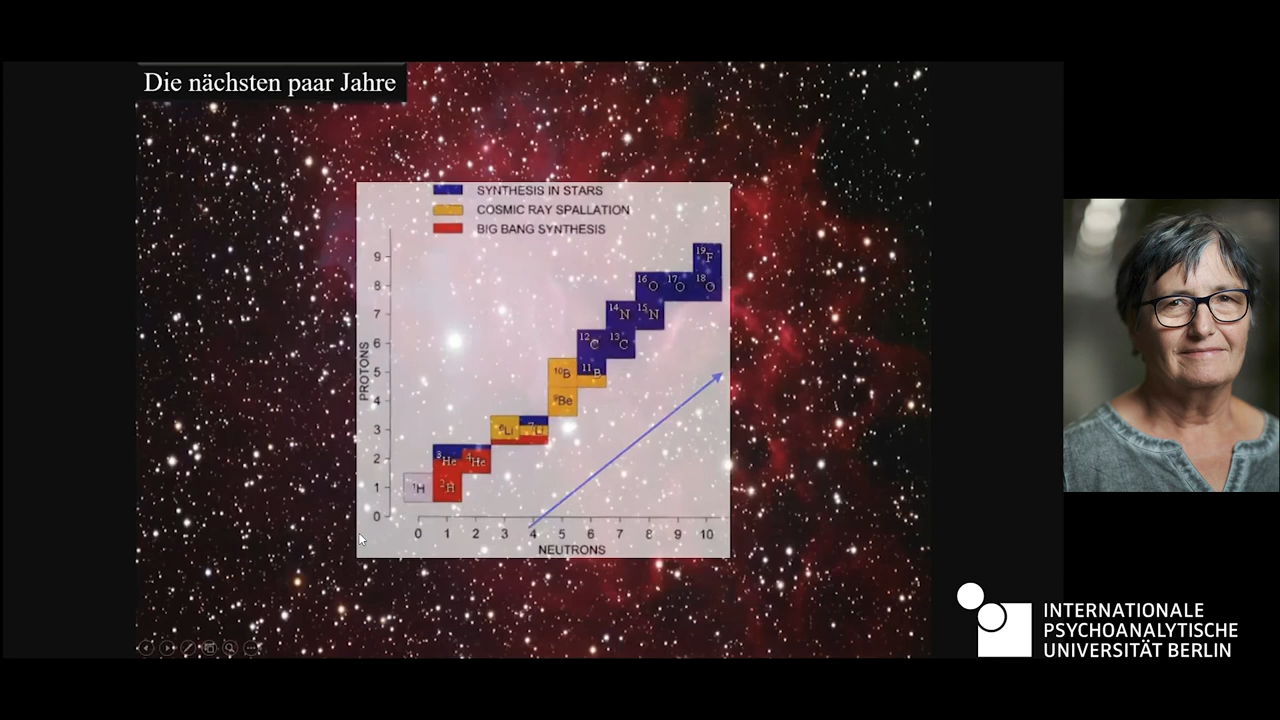 Die nächsten paar Jahre
SYNTHESIS IN STARS
COSMIC RAY SPALLATION
BIG BANG SYNTHESIS
9
8
7
6
5
4
3
2
1
0
PROTONS
19F
16O 17O 18O
14N 15N
12C 13C
10B 11B
9Be
6Li 7Li
3He 4He
1H 2H
0 1 2 3 4 5 6 7 8 9 10
NEUTRONS
INTERNATIONALE
PSYCHOANALYTISCHE
UNIVERSITÄT BERLIN